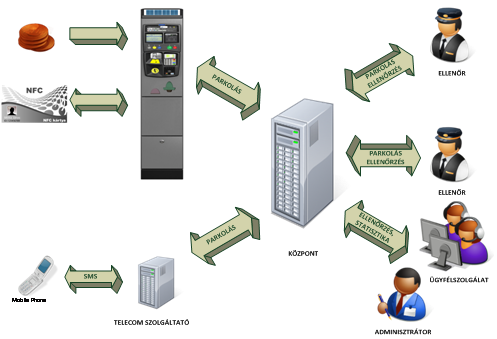 NFC
NFC kártya
PARKOLÁS
PARKOLÁS
ELLENŐRZÉS
ELLENŐR
PARKOLÁS
ELLENŐRZÉS
ELLENŐR
KÖZPONT
ELLENŐRZÉS,
STATISZTIKA
ÜGYFÉLSZOLGÁLAT
ADMINISZTRÁTOR
PARKOLÁS
SMS
Mobile Phone
TELECOM SZOLGÁLTATÓ